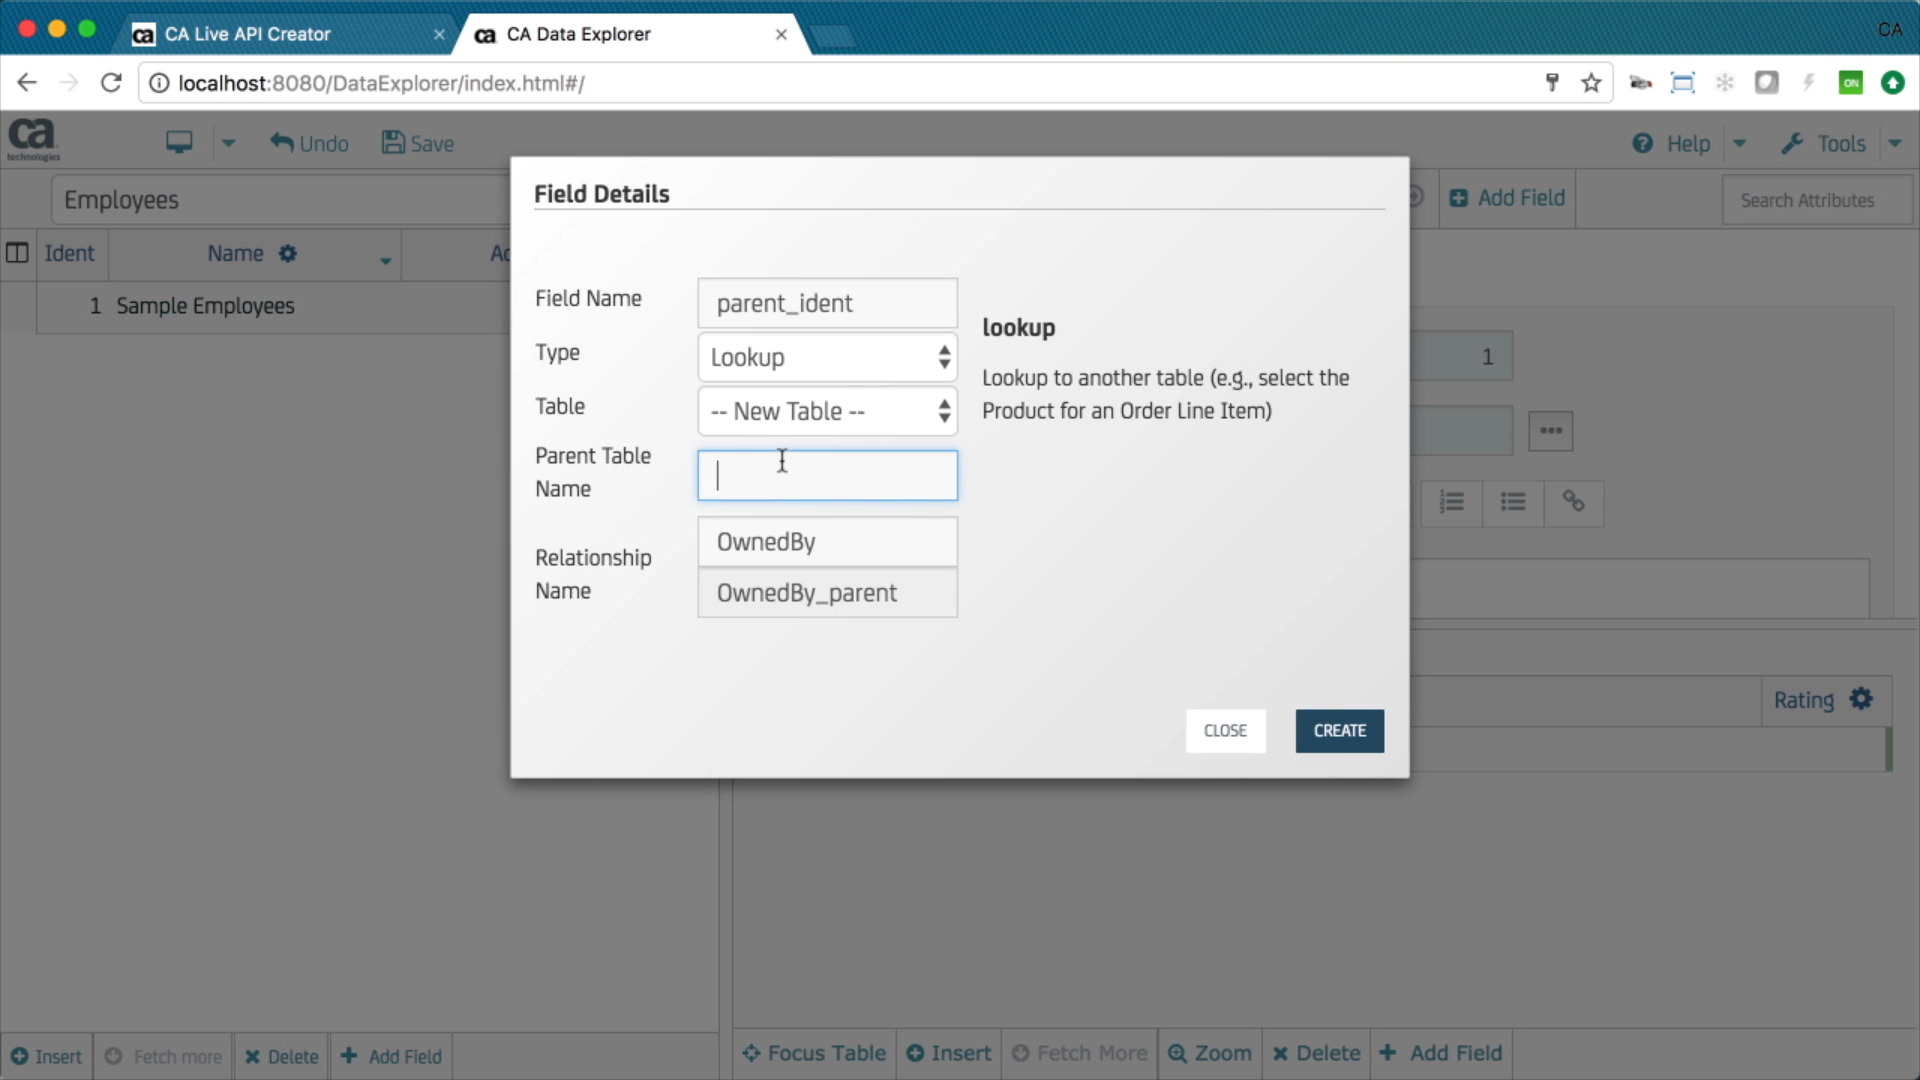 CA Live API Creator
CA Data Explorer
CA
localhost:8080/DataExplorer/index.html#/
ON
ca
technologies
Undo
Save
Help
Tools
Employees
Add Field
Search Attributes
Ident
Name
Ac
1 Sample Employees
Field Details
Field Name
parent_ident
Type
Lookup
Table
-- New Table --
Parent Table
Name
Relationship
Name
OwnedBy
OwnedBy_parent
lookup
Lookup to another table (e.g., select the
Product for an Order Line Item)
CLOSE
CREATE
1
Rating
Insert
Fetch more
Delete
Add Field
Focus Table
Insert
Fetch More
Zoom
Delete
Add Field